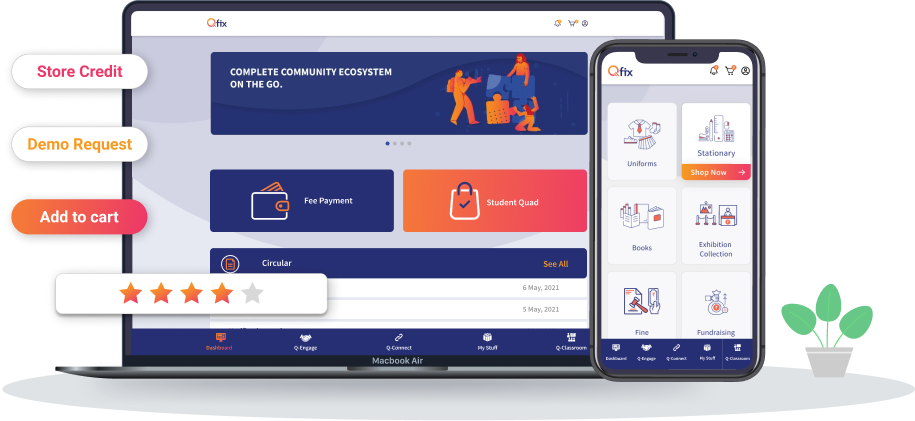 Qfix
COMPLETE COMMUNITY ECOSYSTEM
ON THE GO.
Store Credit
Demo Request
Add to cart
Fee Payment
Student Quad
Circular
See All
6 May, 2021
5 May, 2021
Dashboard
Q-Engage
Q-Connect
My Stuff
Q-Classroom
Macbook Air
Qfix
Uniforms
Stationary
Shop Now
Books
Exhibition
Collection
Fine
Fundraising
Dashboard
Q-Engage
Q-Connect
My Stuff
Q-Classroom